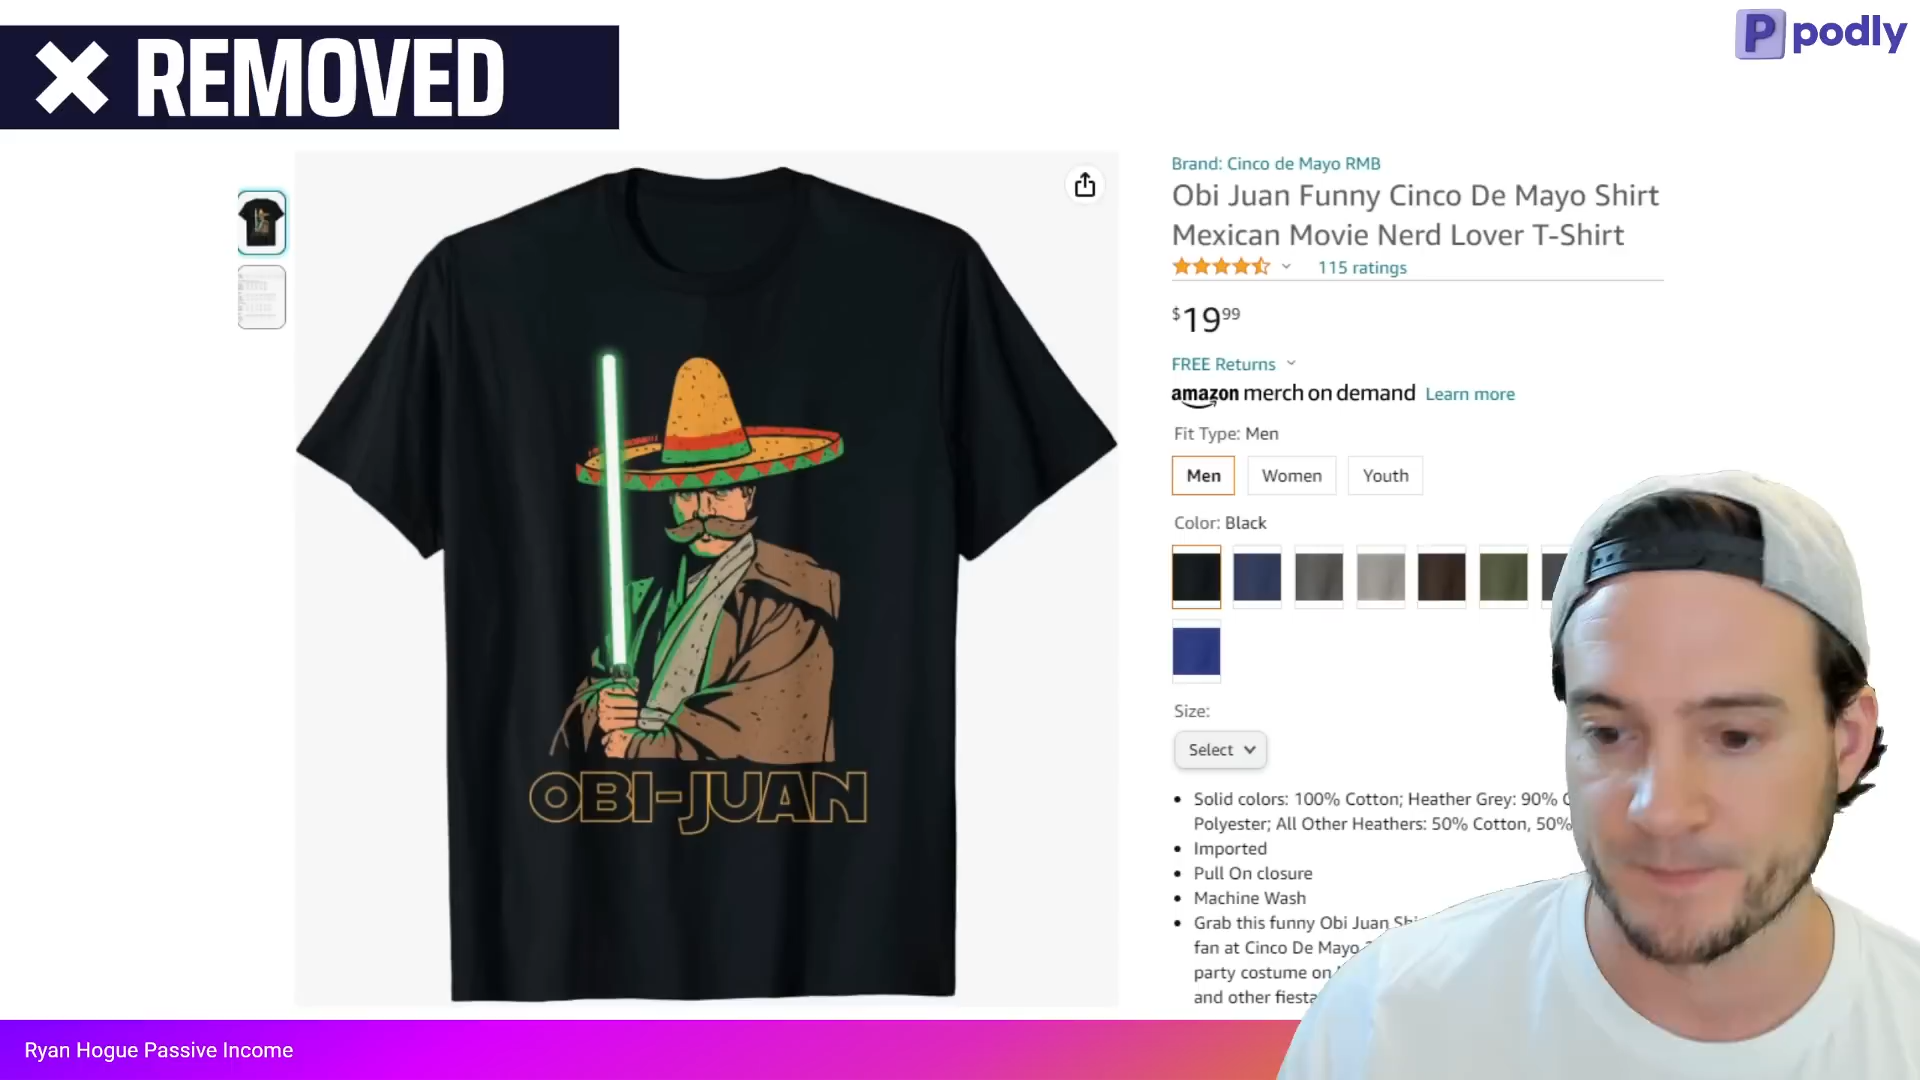 REMOVED
podly
Brand: Cinco de Mayo RMB
Obi Juan Funny Cinco De Mayo Shirt
Mexican Movie Nerd Lover T-Shirt
115 ratings
$19.99
FREE Returns
amazon merch on demand Learn more
Fit Type: Men
Men Women Youth
Color: Black
Size:
Select
Solid colors: 100% Cotton; Heather Grey: 90%
Polyester; All Other Heathers: 50% Cotton, 50%
Imported
Pull On closure
Machine Wash
Grab this funny Obi Juan
fan at Cinco De Mayo
party costume on
and other fiesta
OBI-JUAN
Ryan Hogue Passive Income